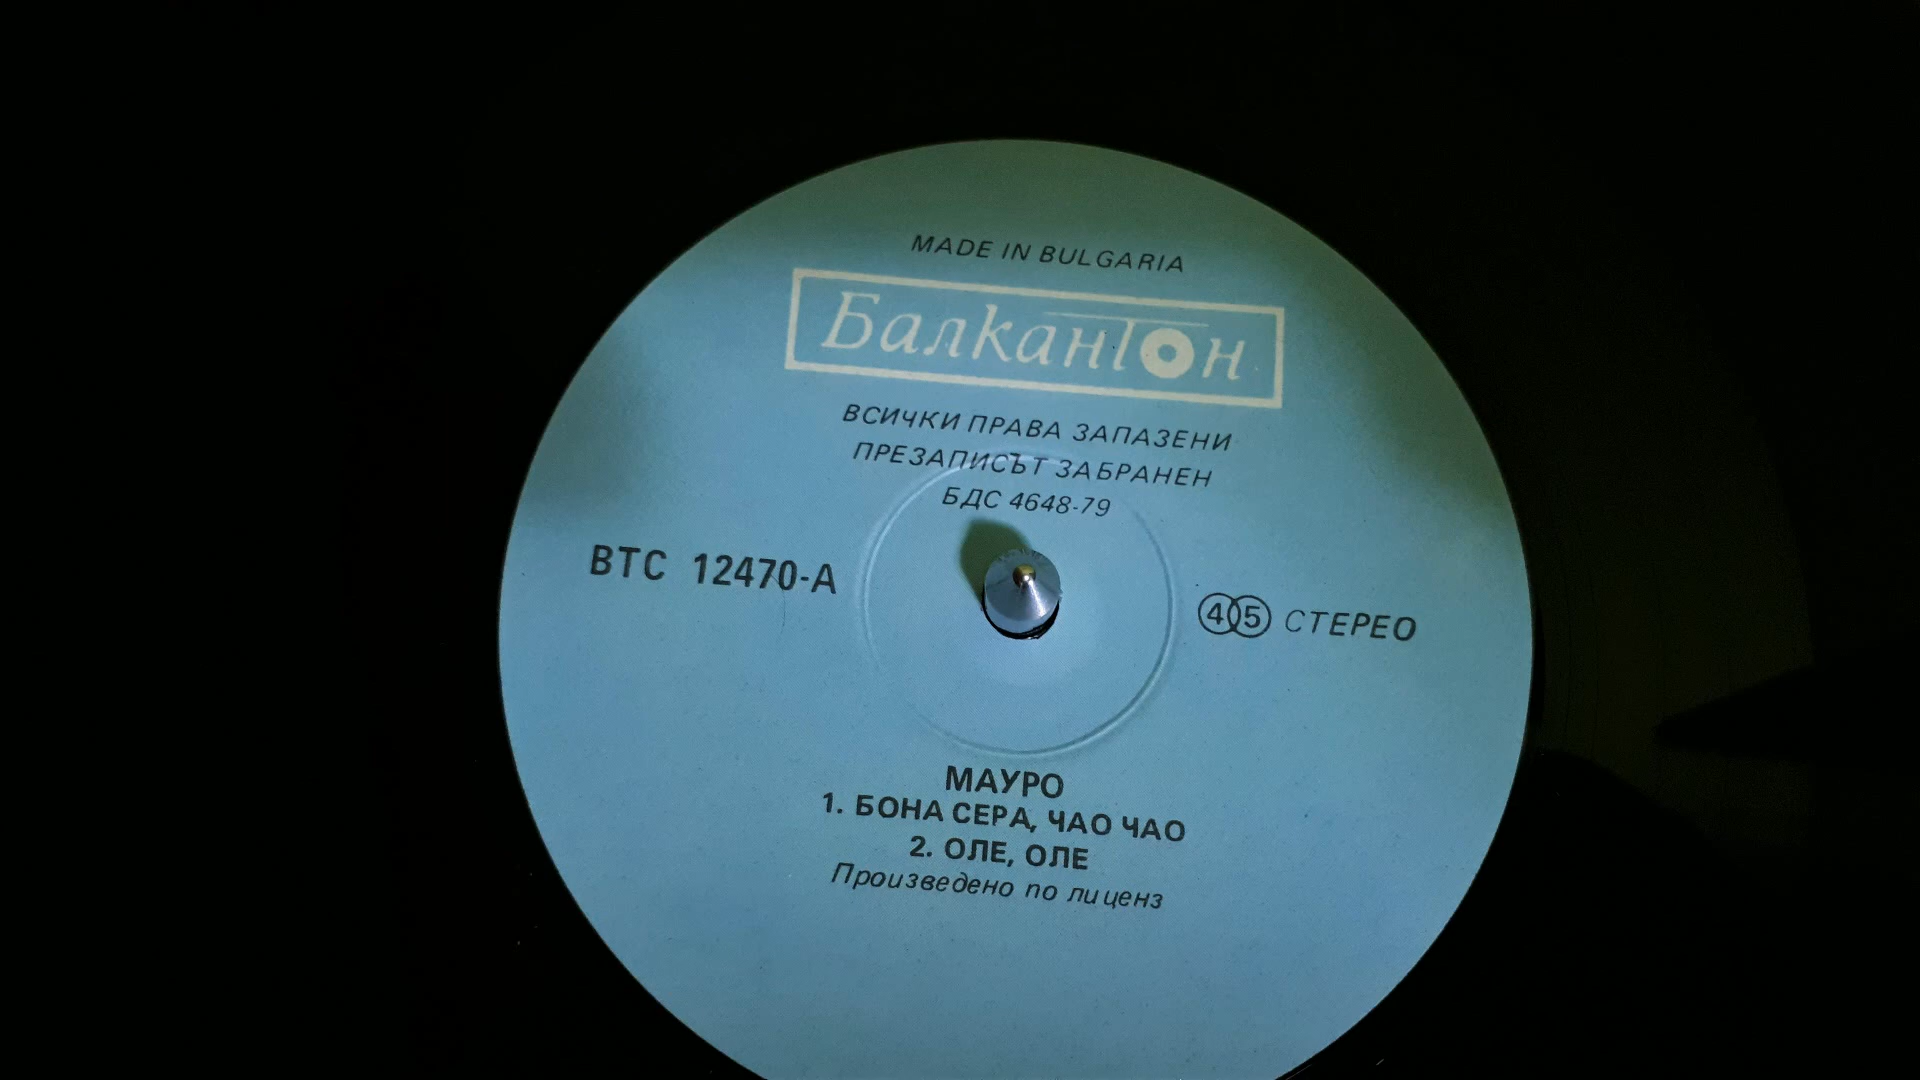 MADE IN BULGARIA
Балкантон
ВСИЧКИ ПРАВА ЗАПАЗЕНИ
ПРЕЗАПИСЪТ ЗАБРАНЕН
БДС 4648-79
ВТС 12470-А
45 СТЕРЕО
МАУРО
1. БОНА СЕРА, ЧАО ЧАО
2. ОЛЕ, ОЛЕ
Произведено по лиценз